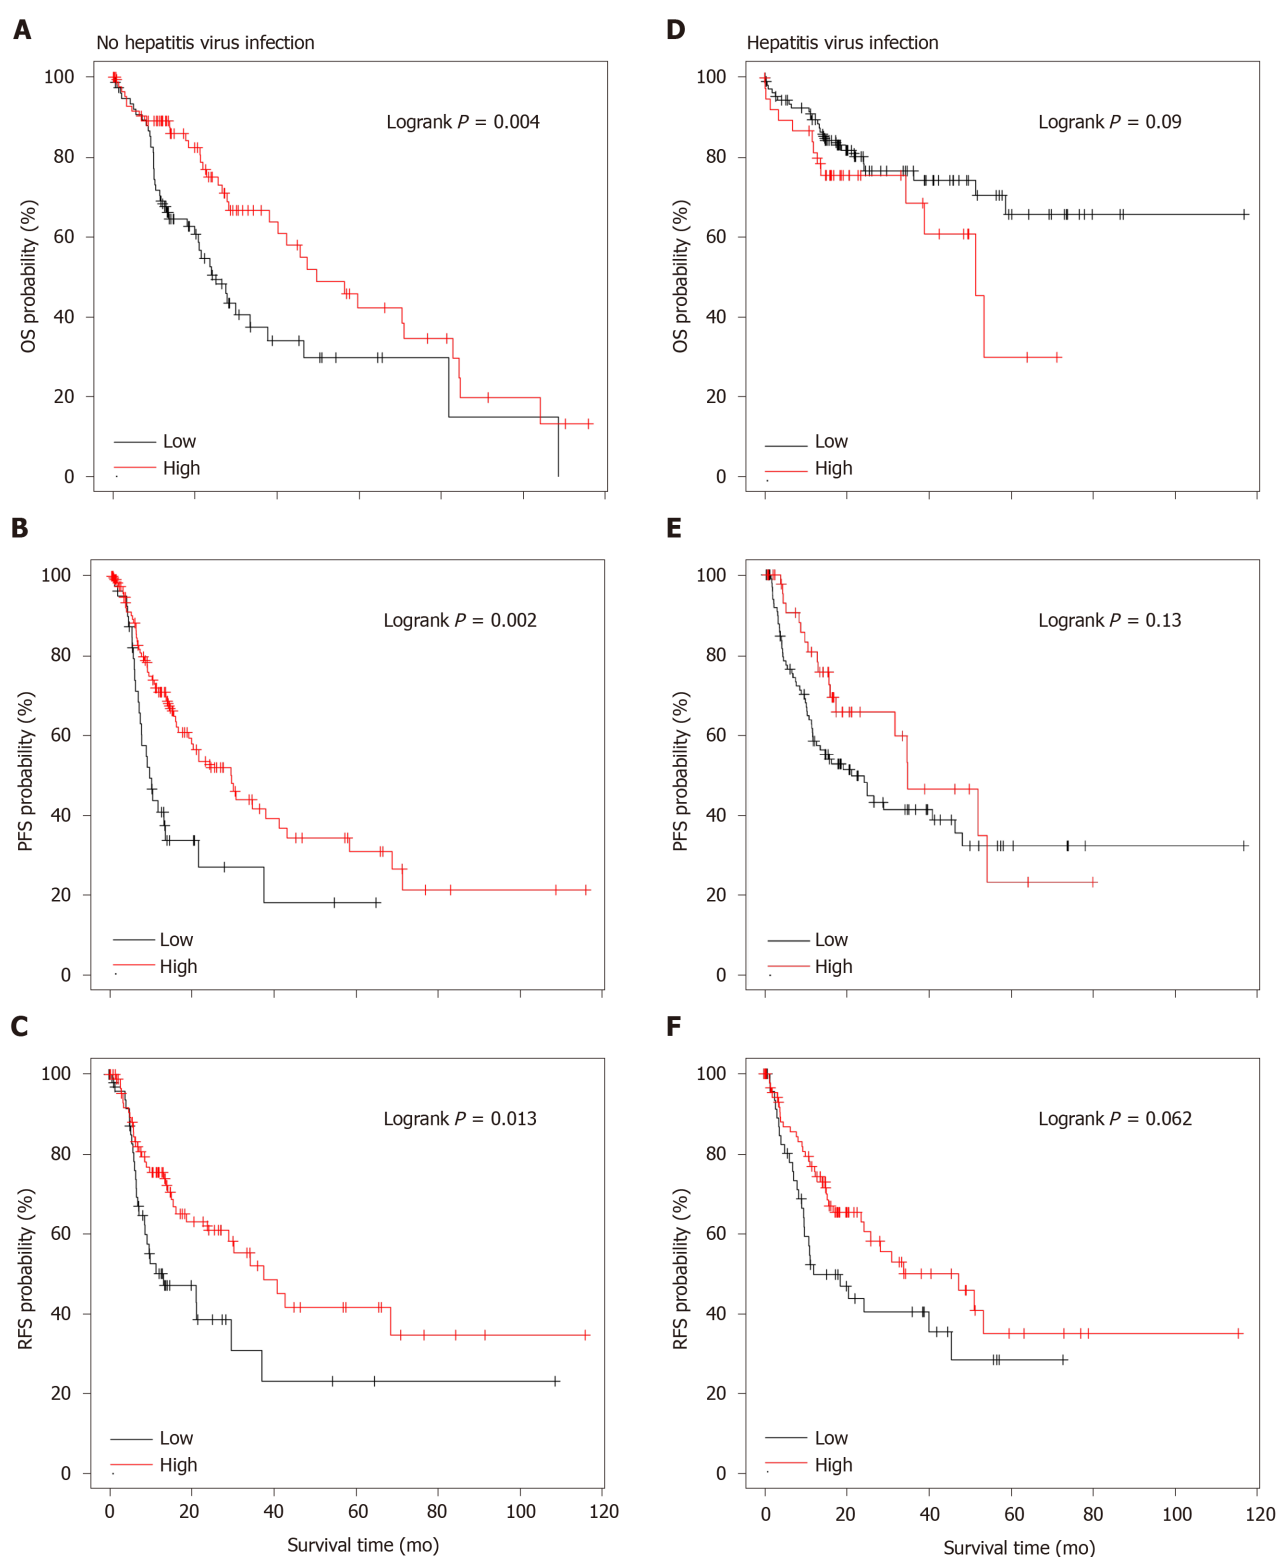 A
No hepatitis virus infection
100
80
60
40
20
0
OS probability (%)
Logrank P = 0.004
Low
High
D
Hepatitis virus infection
100
80
60
40
20
0
OS probability (%)
Logrank P = 0.09
Low
High
B
100
80
60
40
20
0
PFS probability (%)
Logrank P = 0.002
Low
High
E
100
80
60
40
20
0
PFS probability (%)
Logrank P = 0.13
Low
High
C
100
80
60
40
20
0
RFS probability (%)
Logrank P = 0.013
Low
High
0 20 40 60 80 100 120
Survival time (mo)
F
100
80
60
40
20
0
RFS probability (%)
Logrank P = 0.062
Low
High
0 20 40 60 80 100 120
Survival time (mo)